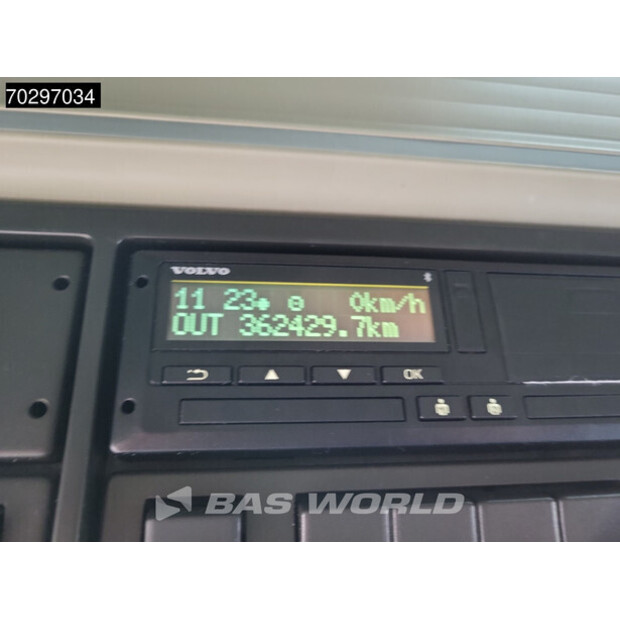 70297034
VOLVO
11 23 0km/h
OUT 362429.7km
OK
BAS WORLD